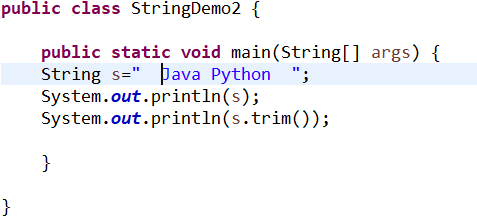 public class StringDemo2 {
    public static void main(String[] args) {
    String s="  Java Python  ";
    System.out.println(s);
    System.out.println(s.trim());
    }
}